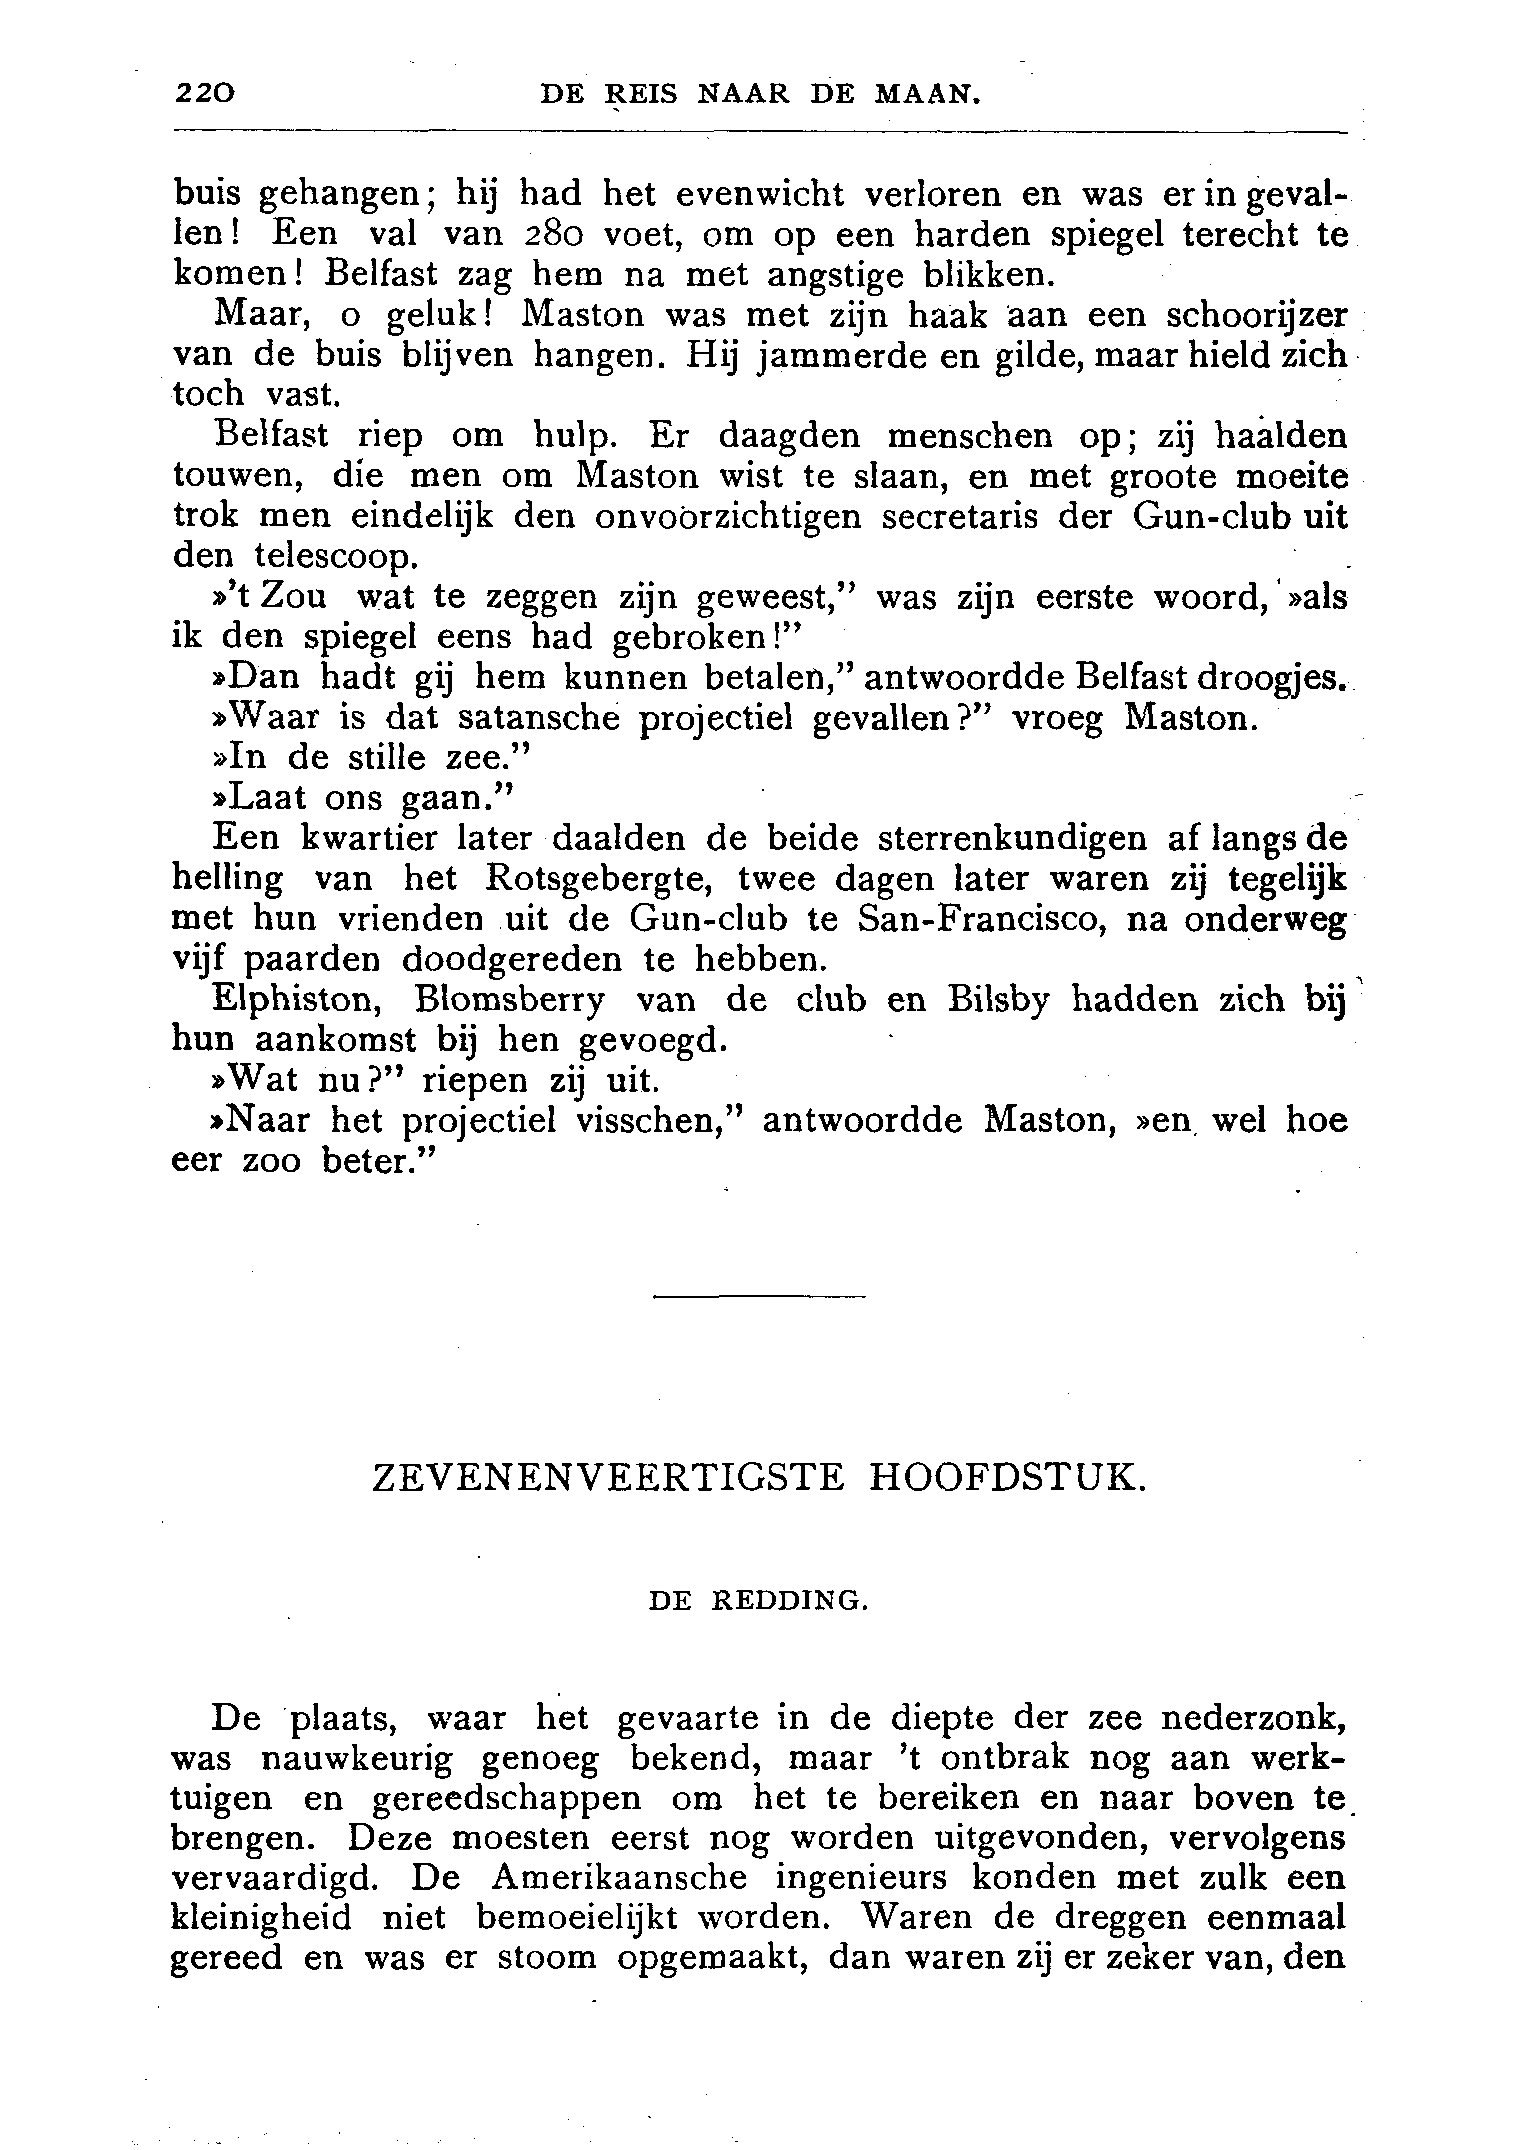 220 DE REIS NAAR DE MAAN.
buis gehangen; hij had het evenwicht verloren en was er in geval-
len! Een val van 280 voet, om op een harden spiegel terecht te
komen! Belfast zag hem na met angstige blikken.
Maar, o geluk! Maston was met zijn haak aan een schoorijzer
van de buis blijven hangen. Hij jammerde en gilde, maar hield zich
toch vast.
Belfast riep om hulp. Er daagden menschen op; zij haalden
touwen, die men om Maston wist te slaan, en met groote moeite
trok men eindelijk den onvoorzichtigen secretaris der Gun-club uit
den telescoop.
»'t Zou wat te zeggen zijn geweest,” was zijn eerste woord, »als
ik den spiegel eens had gebroken!”
»Dan hadt gij hem kunnen betalen,” antwoordde Belfast droogjes.
»Waar is dat satansche projectiel gevallen?” vroeg Maston.
»In de stille zee.”
»Laat ons gaan.”
Een kwartier later daalden de beide sterrenkundigen af langs de
helling van het Rotsgebergte, twee dagen later waren zij tegelijk
met hun vrienden uit de Gun-club te San-Francisco, na onderweg
vijf paarden doodgereden te hebben.
Elphiston, Blomsberry van de club en Bilsby hadden zich bij
hun aankomst bij hen gevoegd.
»Wat nu?” riepen zij uit.
»Naar het projectiel visschen,” antwoordde Maston, »en wel hoe
eer zoo beter.”
ZEVENENVEERTIGSTE HOOFDSTUK.
DE REDDING.
De plaats, waar het gevaarte in de diepte der zee nederzonk,
was nauwkeurig genoeg bekend, maar 't ontbrak nog aan werk-
tuigen en gereedschappen om het te bereiken en naar boven te
brengen. Deze moesten eerst nog worden uitgevonden, vervolgens
vervaardigd. De Amerikaansche ingenieurs konden met zulk een
kleinigheid niet bemoeielijkt worden. Waren de dreggen eenmaal
gereed en was er stoom opgemaakt, dan waren zij er zeker van, den